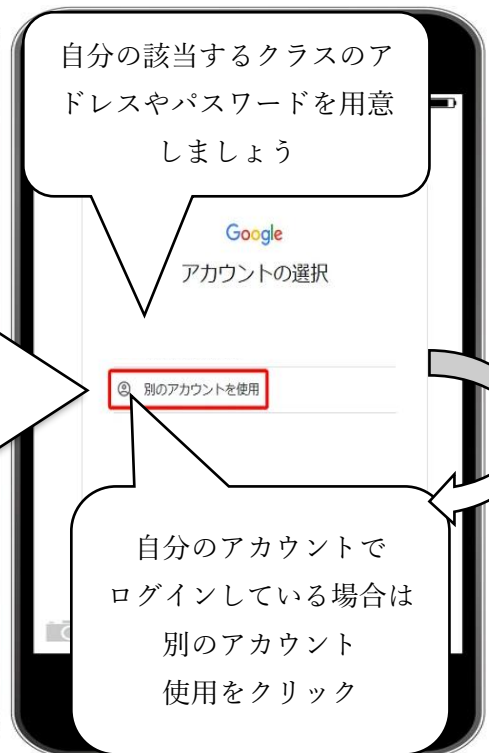 自分の該当するクラスのア
ドレスやパスワードを用意
しましょう
Google
アカウントの選択
別のアカウントを使用
自分のアカウントで
ログインしている場合は
別のアカウント
使用をクリック